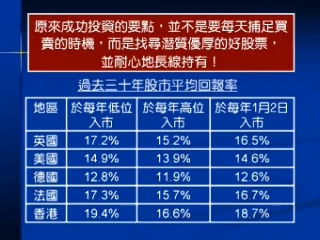 原來成功投資的要點，並不是要每天捕足買
賣的時機，而是找尋潛質優厚的好股票，
並耐心地長線持有！
過去三十年股市平均回報率
地區 於每年低位入市 於每年高位入市 於每年1月2日入市
英國 17.2% 15.2% 16.5%
美國 14.9% 13.9% 14.6%
德國 12.8% 11.9% 12.6%
法國 17.3% 15 7% 16.7%
香港 19.4% 16.6% 18.7%